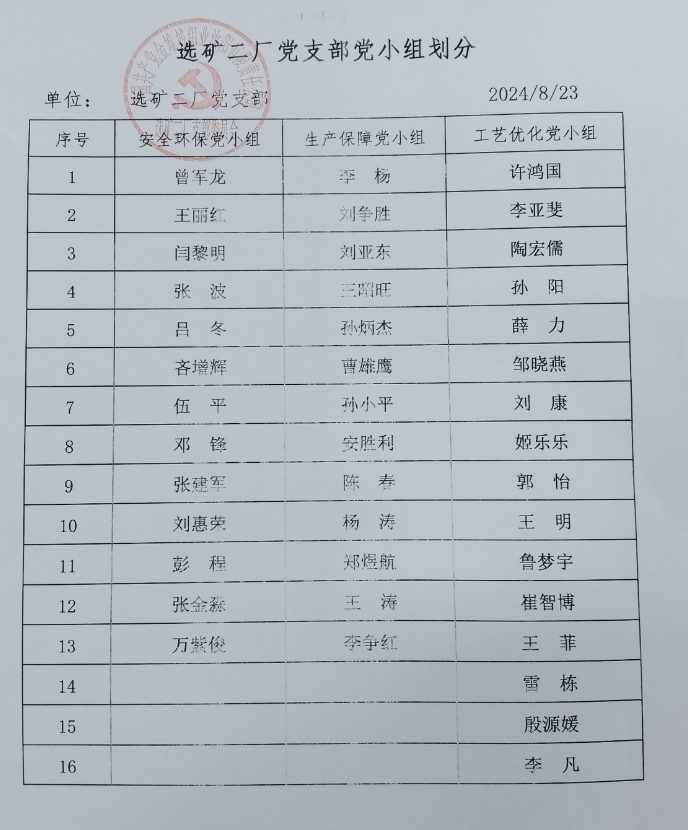 选矿二厂党支部党小组划分
单位： 选矿二厂党支部 2024/8/23
序号 安全环保党小组 生产保障党小组 工艺优化党小组
1 曾军龙 李 杨 许鸿国
2 王丽红 刘争胜 李亚斐
3 闫黎明 刘亚东 陶宏儒
4 张 波 王昭旺 孙 阳
5 吕 冬 孙炳杰 薛 力
6 吝增辉 曹雄鹰 邹晓燕
7 伍 平 孙小平 刘 康
8 邓 锋 安胜利 姬乐乐
9 张建军 陈 春 郭 怡
10 刘惠荣 杨 涛 王 明
11 彭 程 郑煜航 鲁梦宇
12 张金淼 王 涛 崔智博
13 万紫俊 李争红 王 菲
14 雷 栋
15 殷源媛
16 李 凡